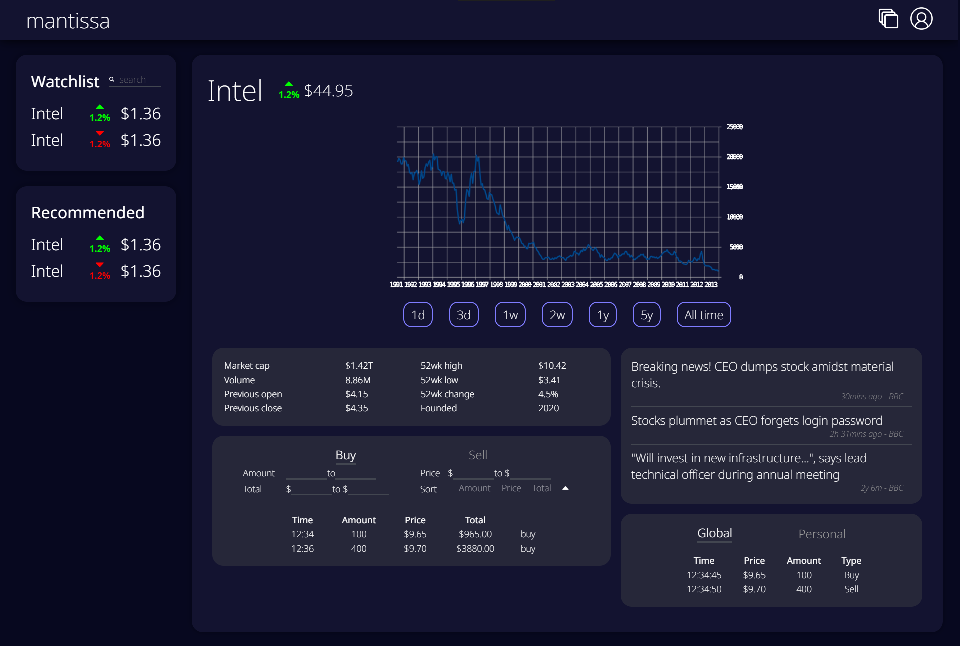 mantissa
Watchlist search
Intel 1.2% $1.36
Intel 1.2% $1.36
Recommended
Intel 1.2% $1.36
Intel 1.2% $1.36
Intel 1.2% $44.95
25000
20000
15000
10000
5000
0
1991 1992 1993 1994 1995 1996 1997 1998 1999 2000 2001 2002 2003 2004 2005 2006 2007 2008 2009 2010 2011 2012 2013
1d 3d 1w 2w 1y 5y All time
Market cap $1.42T 52wk high $10.42
Volume 8.86M 52wk low $3.41
Previous open $4.15 52wk change 4.5%
Previous close $4.35 Founded 2020
Buy Sell
Amount to Price $ to $
Total $ to $ Sort Amount Price Total
Time Amount Price Total
12:34 100 $9.65 $965.00 buy
12:36 400 $9.70 $3880.00 buy
Breaking news! CEO dumps stock amidst material
crisis.
30mins ago - BBC
Stocks plummet as CEO forgets login password
2h 31mins ago - BBC
"Will invest in new infrastructure...", says lead
technical officer during annual meeting
2y 6m - BBC
Global Personal
Time Price Amount Type
12:34:45 $9.65 100 Buy
12:34:50 $9.70 400 Sell